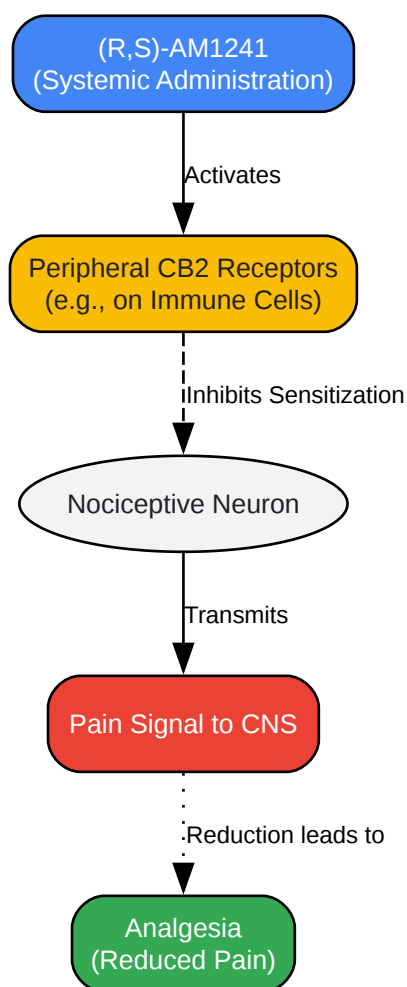 (R,S)-AM1241
(Systemic Administration)
Activates
Peripheral CB2 Receptors
(e.g., on Immune Cells)
Inhibits Sensitization
Nociceptive Neuron
Transmits
Pain Signal to CNS
Reduction leads to
Analgesia
(Reduced Pain)